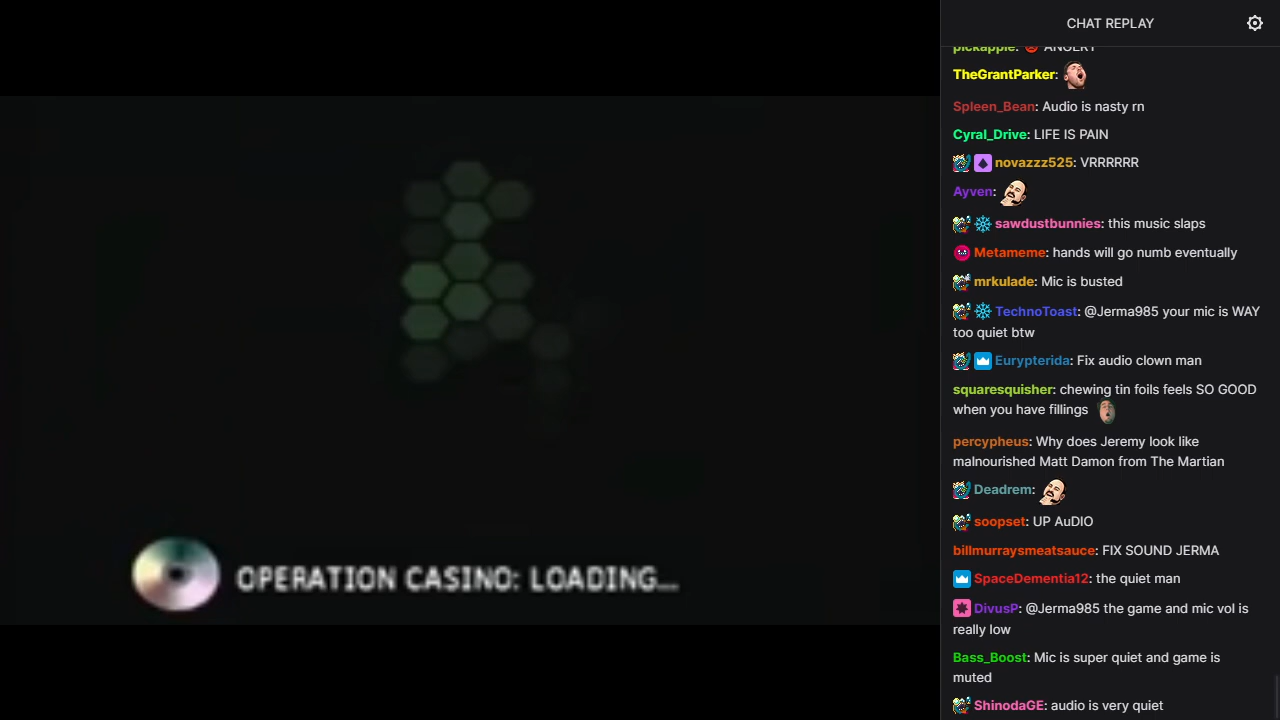 CHAT REPLAY
pickapple: ANGERY
TheGrantParker:
Spleen_Bean: Audio is nasty rn
Cyral_Drive: LIFE IS PAIN
novazzz525: VRRRRRR
Ayven:
sawdustbunnies: this music slaps
Metameme: hands will go numb eventually
mrkulade: Mic is busted
TechnoToast: @Jerma985 your mic is WAY
too quiet btw
Eurypterida: Fix audio clown man
squaresquisher: chewing tin foils feels SO GOOD
when you have fillings
percypheus: Why does Jeremy look like
malnourished Matt Damon from The Martian
Deadrem:
soopset: UP AuDIO
billmurraysmeatsauce: FIX SOUND JERMA
SpaceDementia12: the quiet man
DivusP: @Jerma985 the game and mic vol is
really low
Bass_Boost: Mic is super quiet and game is
muted
ShinodaGE: audio is very quiet
OPERATION CASINO: LOADING...